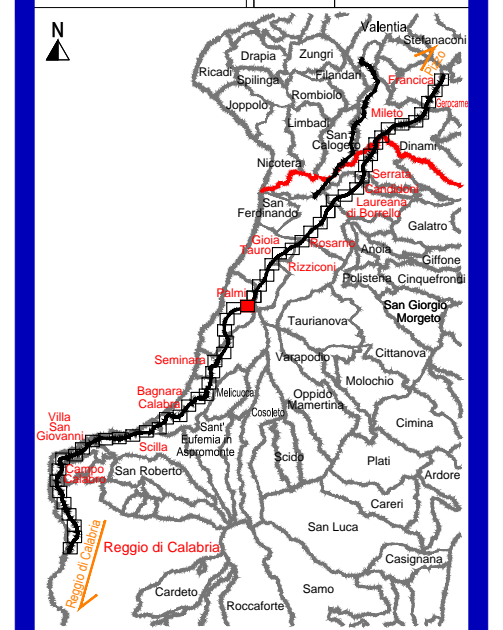 N
Valentia
Stefanaconi
Pizzo
Drapia
Zungri
Ricadi
Spilinga
Filandari
Francica
Rombiolo
Joppolo
Gerocarne
Mileto
Limbadi
San
Calogero
Dinami
Nicotera
Serrata
Candidoni
San
Ferdinando
Laureana
di Borrello
Galatro
Gioia
Tauro
Rosarno
Anoia
Giffone
Rizziconi
Polistena
Cinquefrondi
Palmi
San Giorgio
Morgeto
Taurianova
Seminara
Varapodio
Cittanova
Molochio
Bagnara
Calabra
Melicucca
Oppido
Mamertina
Cosoleto
Villa
San
Giovanni
Sant'
Eufemia in
Aspromonte
Cimina
Scilla
Scido
Plati
Campo
Calabro
San Roberto
Ardore
Careri
San Luca
Reggio di Calabria
Reggio di Calabria
Casignana
Cardeto
Samo
Roccaforte